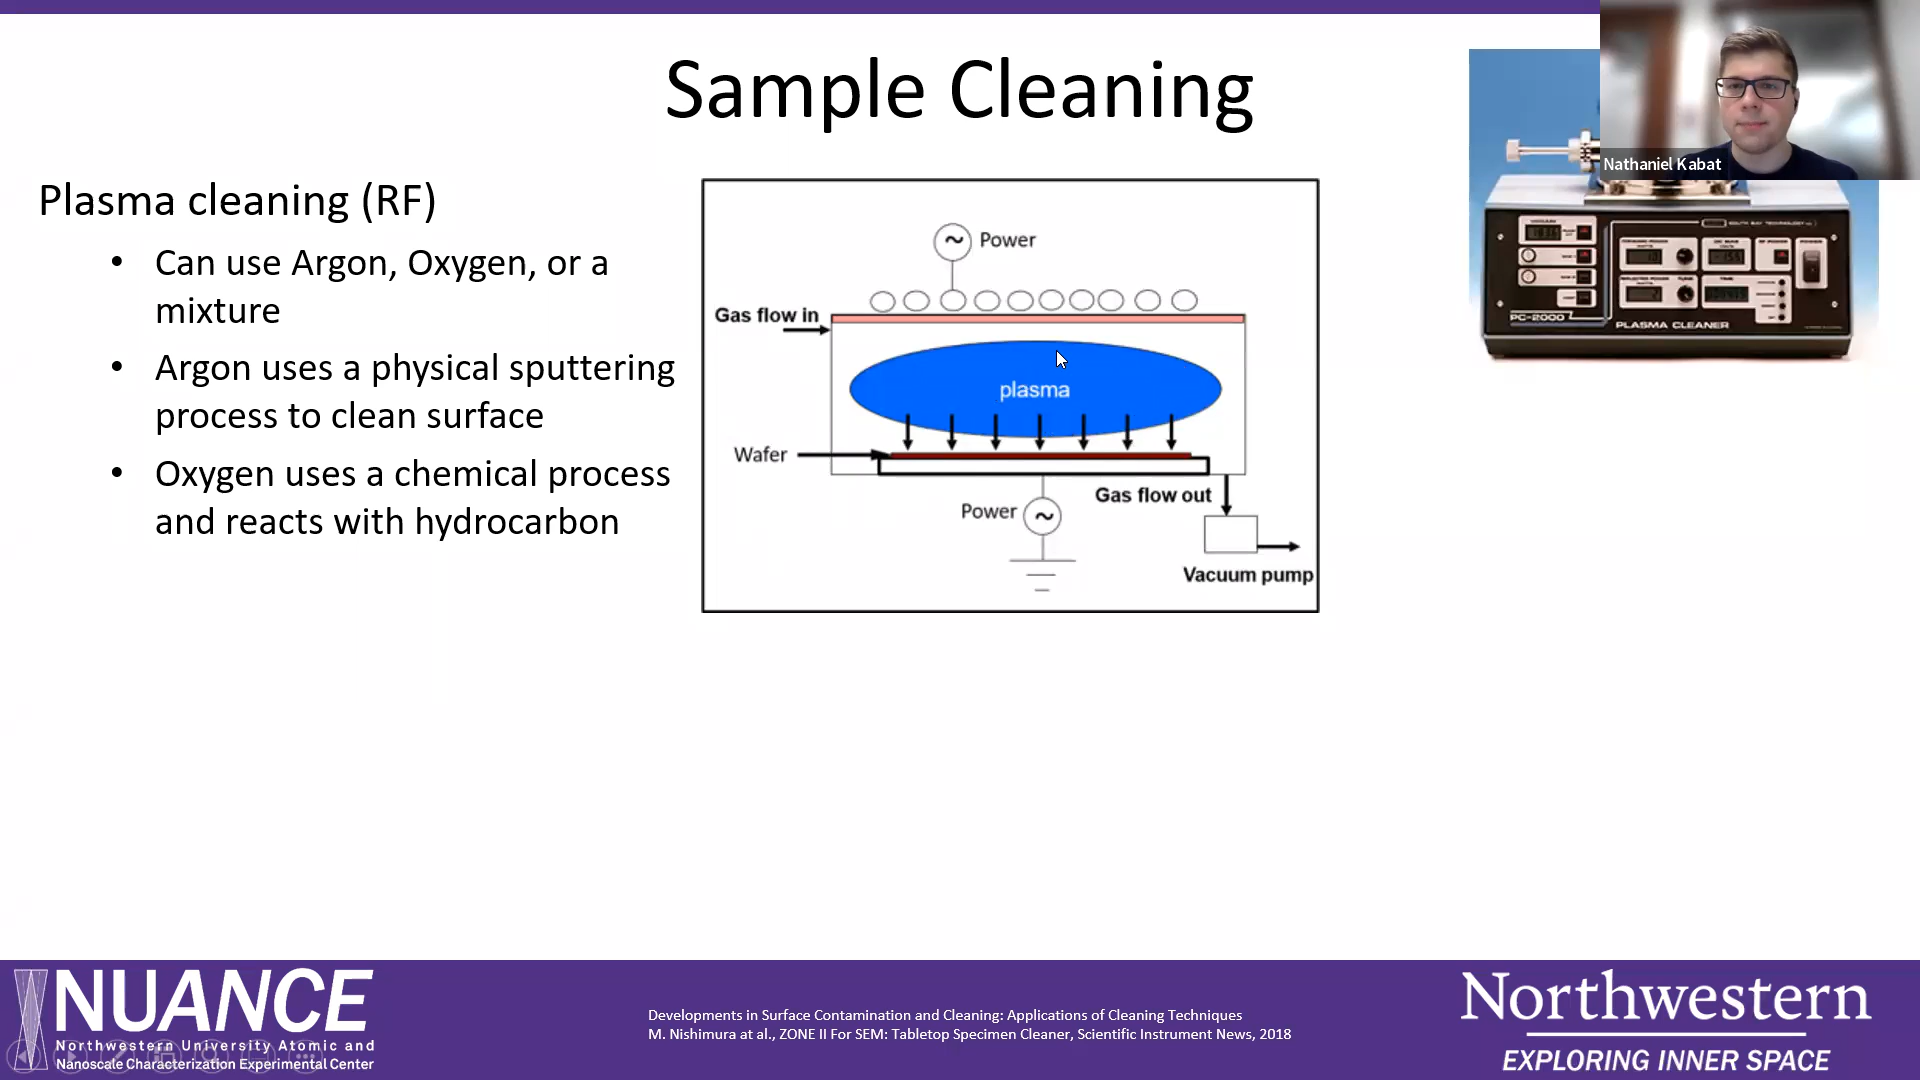 Sample Cleaning
Nathaniel Kabat
Plasma cleaning (RF)
• Can use Argon, Oxygen, or a
mixture
• Argon uses a physical sputtering
process to clean surface
• Oxygen uses a chemical process
and reacts with hydrocarbon
~ Power
Gas flow in
plasma
Wafer
Gas flow out
Power ~
Vacuum pump
SOUTH BAY TECHNOLOGY
POWER
PC-2000
PLASMA CLEANER
NUANCE
Northwestern University Atomic and
Nanoscale Characterization Experimental Center
Developments in Surface Contamination and Cleaning: Applications of Cleaning Techniques
M. Nishimura at al., ZONE II For SEM: Tabletop Specimen Cleaner, Scientific Instrument News, 2018
Northwestern
EXPLORING INNER SPACE